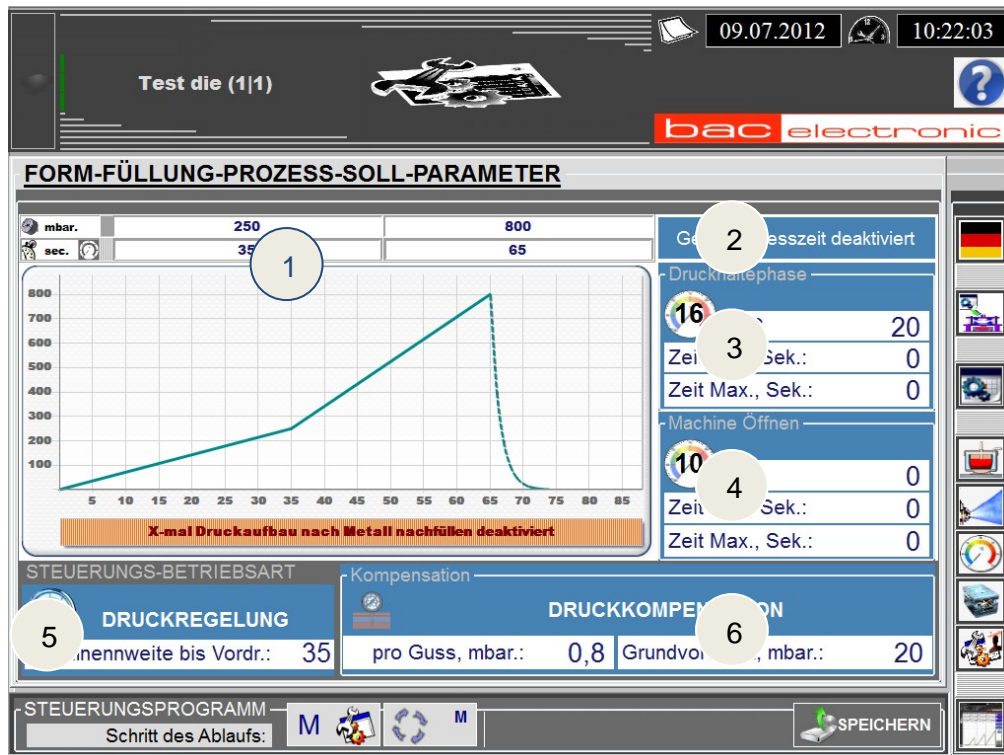 09.07.2012
10:22:03
Test die (1|1)
bac electronic
FORM-FÜLLUNG-PROZESS-SOLL-PARAMETER
mbar. 250 800
sec. 35 65
1
2
deaktiviert
Druckhaltephase
16
20
3
Zeit Max., Sek.: 0
Sek.: 0
Machine Öffnen
10
0
4
Sek.: 0
Zeit Max., Sek.: 0
800
700
600
500
400
300
200
100
5 10 15 20 25 30 35 40 45 50 55 60 65 70 75 80 85
X-mal Druckaufbau nach Metall nachfüllen deaktiviert
STEUERUNGS-BETRIEBSART
DRUCKREGELUNG
5
bis Vordr.: 35
Kompensation
DRUCKKOMPENSATION
6
pro Guss, mbar.: 0,8
mbar.: 20
STEUERUNGSPROGRAMM
Schritt des Ablaufs:
M
M
SPEICHERN